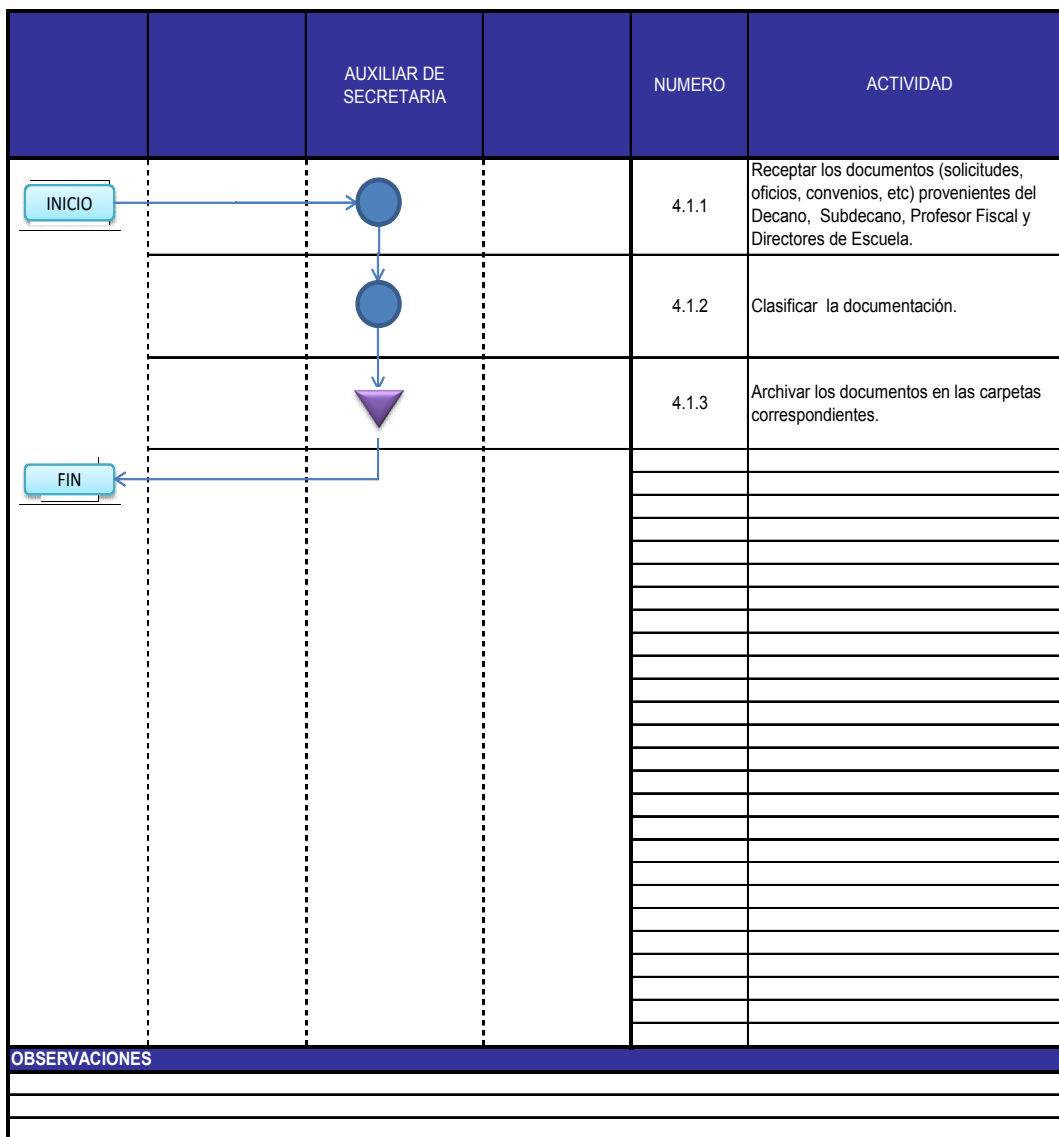 AUXILIAR DE
SECRETARIA
NUMERO
ACTIVIDAD
INICIO
4.1.1
Receptar los documentos (solicitudes,
oficios, convenios, etc) provenientes del
Decano, Subdecano, Profesor Fiscal y
Directores de Escuela.
4.1.2
Clasificar la documentación.
4.1.3
Archivar los documentos en las carpetas
correspondientes.
FIN
OBSERVACIONES